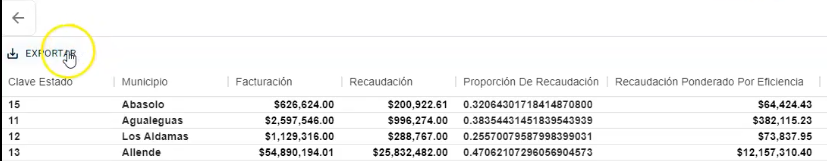 EXPORTAR
Clave Estado Municipio Facturación Recaudación Proporción De Recaudación Recaudación Ponderado Por Eficiencia
15 Abasolo $626,624.00 $200,922.61 0.32064301718414870800 $64,424.43
11 Agualeguas $2,597,546.00 $996,274.00 0.38354431451839543939 $382,115.23
12 Los Aldamas $1,129,316.00 $288,767.00 0.25570079587998399031 $73,837.95
13 Allende $54,890,194.01 $25,832,482.00 0.47062107296056904573 $12,157,310.40